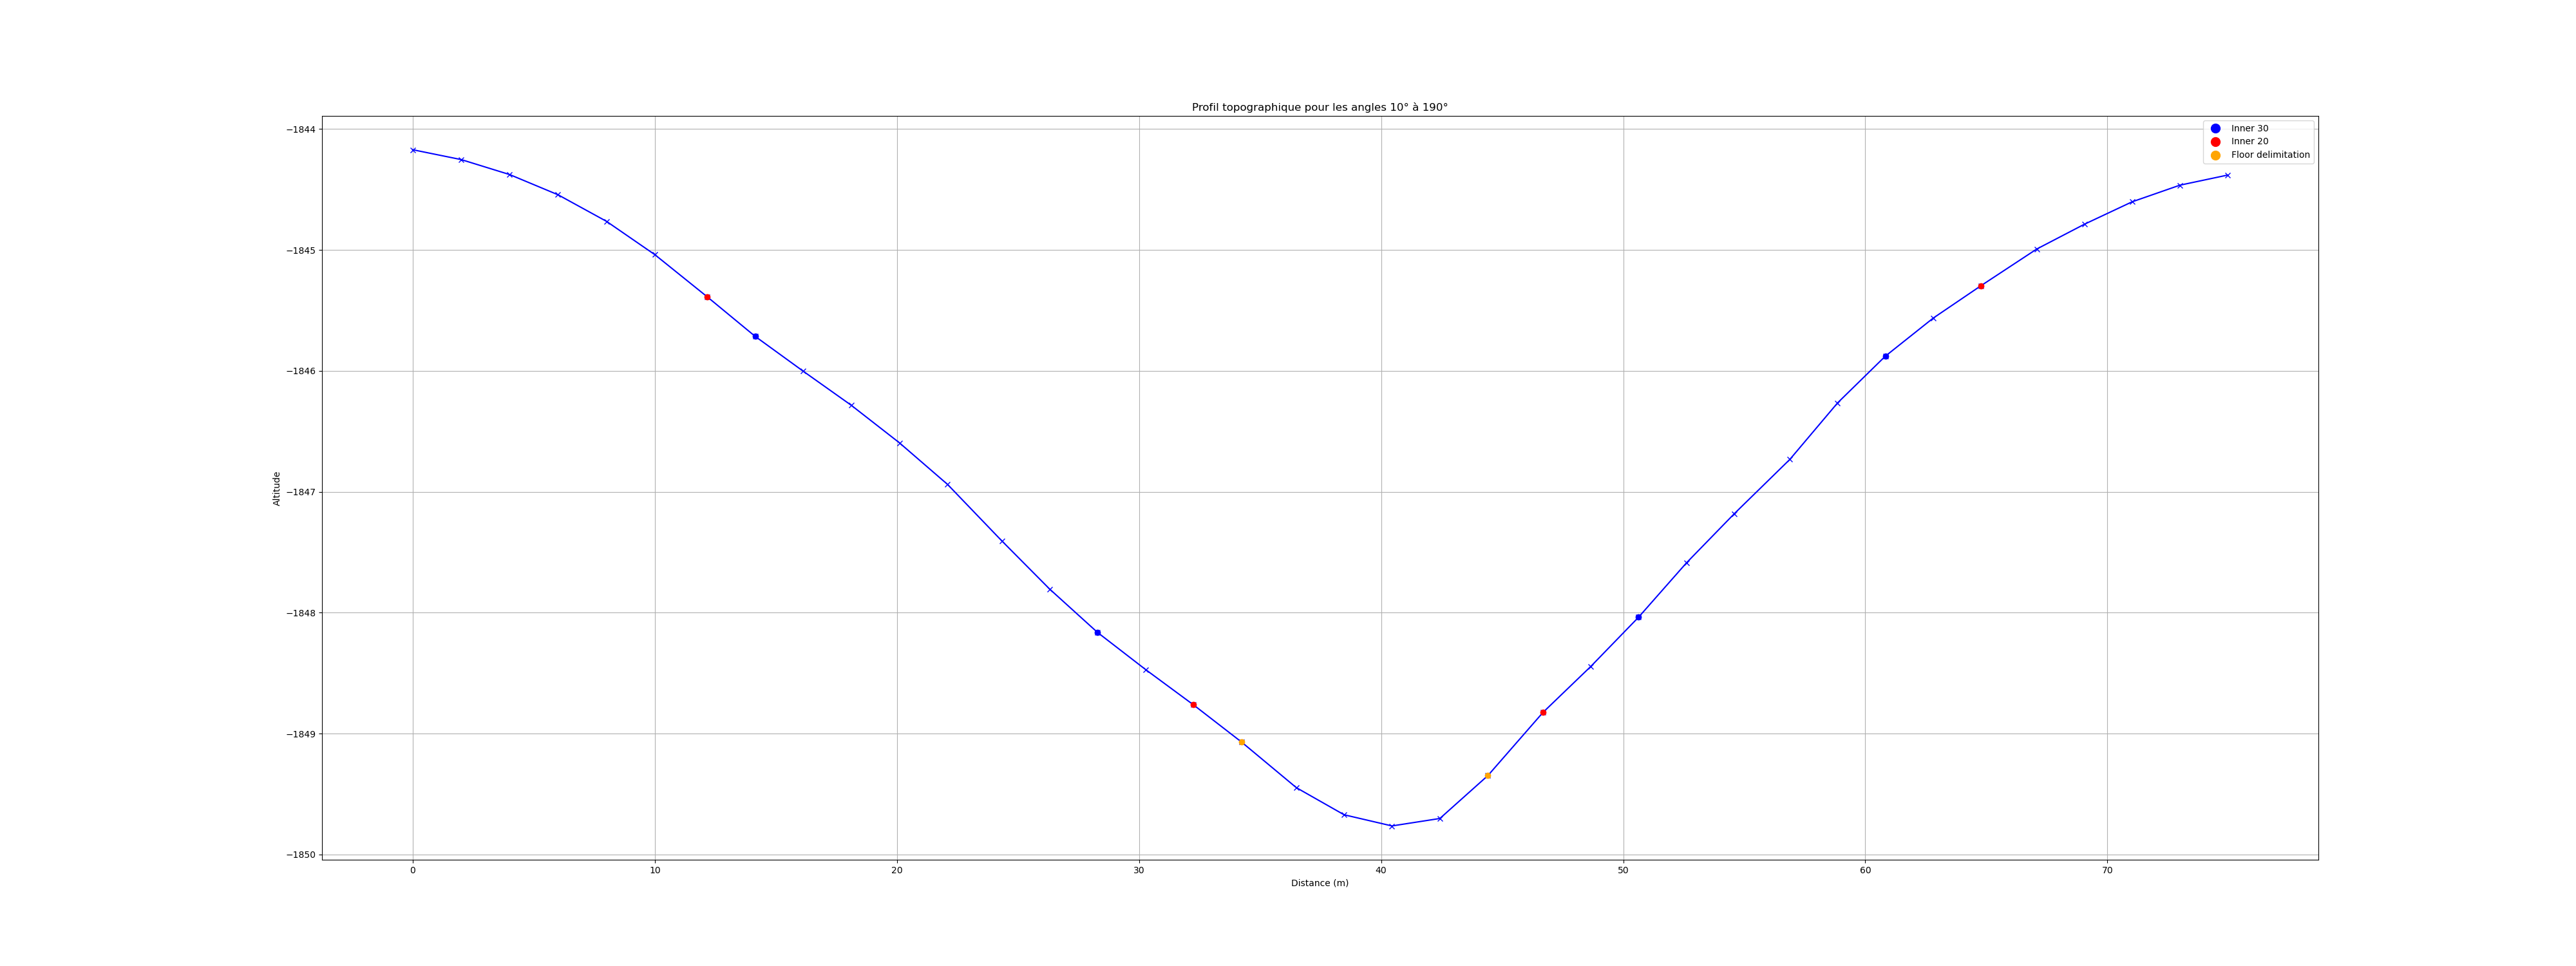 Profil topographique pour les angles 10° à 190°
Inner 30
Inner 20
Floor delimitation
Altitude
−1844
−1845
−1846
−1847
−1848
−1849
−1850
0 10 20 30 40 50 60 70
Distance (m)